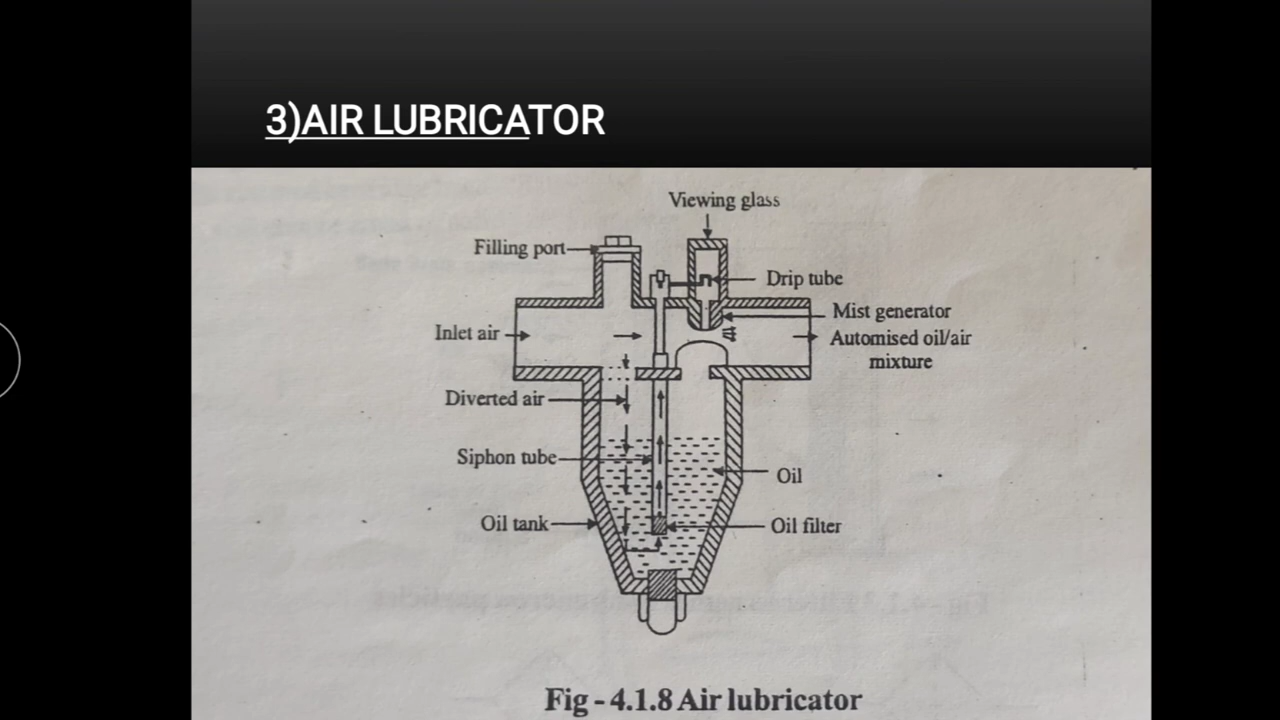 3)AIR LUBRICATOR
Viewing glass
Filling port
Drip tube
Mist generator
Inlet air
Automised oil/air
mixture
Diverted air
Siphon tube
Oil
Oil tank
Oil filter
Fig - 4.1.8 Air lubricator